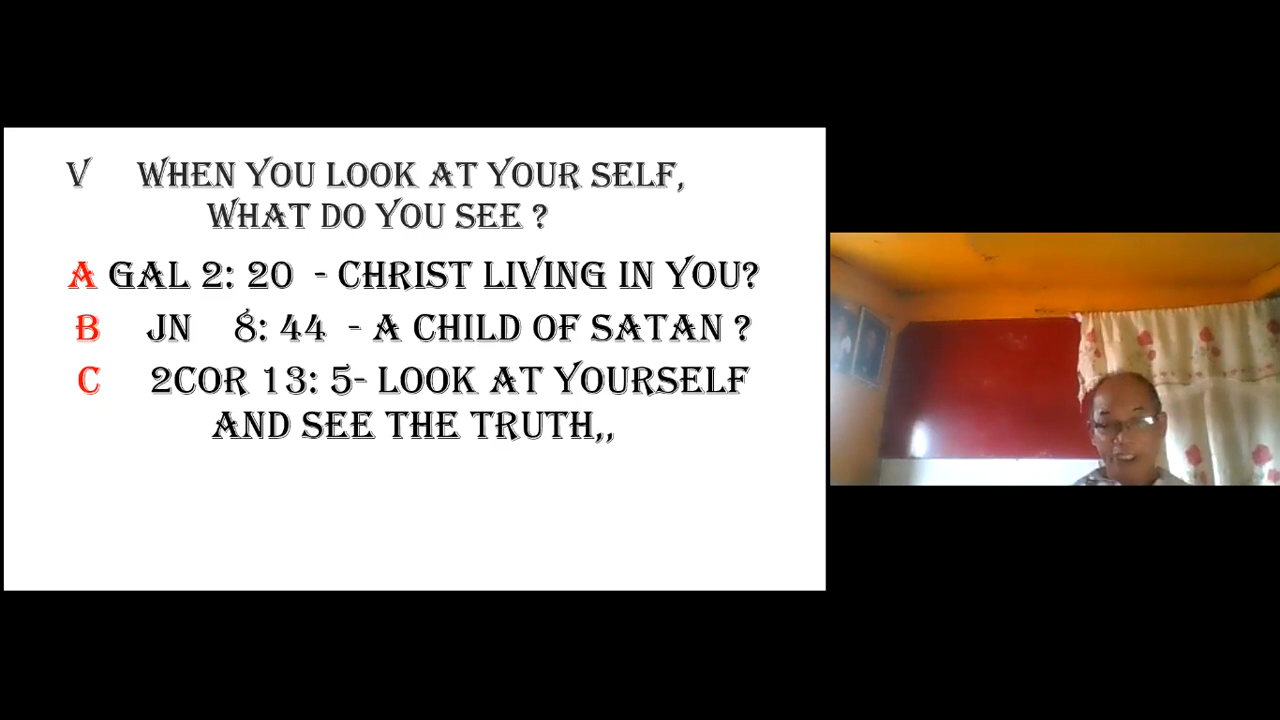 V WHEN YOU LOOK AT YOUR SELF,
WHAT DO YOU SEE ?
A GAL 2: 20 - CHRIST LIVING IN YOU?
B JN 8: 44 - A CHILD OF SATAN ?
C 2COR 13: 5- LOOK AT YOURSELF
AND SEE THE TRUTH,,